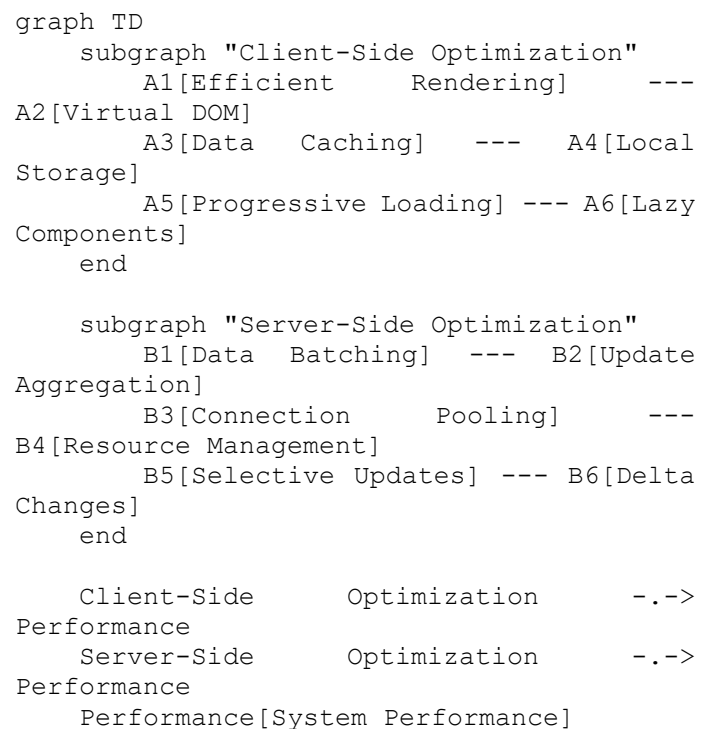 graph TD
    subgraph "Client-Side Optimization"
        A1[Efficient Rendering] ---
A2[Virtual DOM]
        A3[Data Caching] --- A4[Local
Storage]
        A5[Progressive Loading] --- A6[Lazy
Components]
    end

    subgraph "Server-Side Optimization"
        B1[Data Batching] --- B2[Update
Aggregation]
        B3[Connection Pooling] ---
B4[Resource Management]
        B5[Selective Updates] --- B6[Delta
Changes]
    end

    Client-Side Optimization -.->
Performance
    Server-Side Optimization -.->
Performance
    Performance[System Performance]